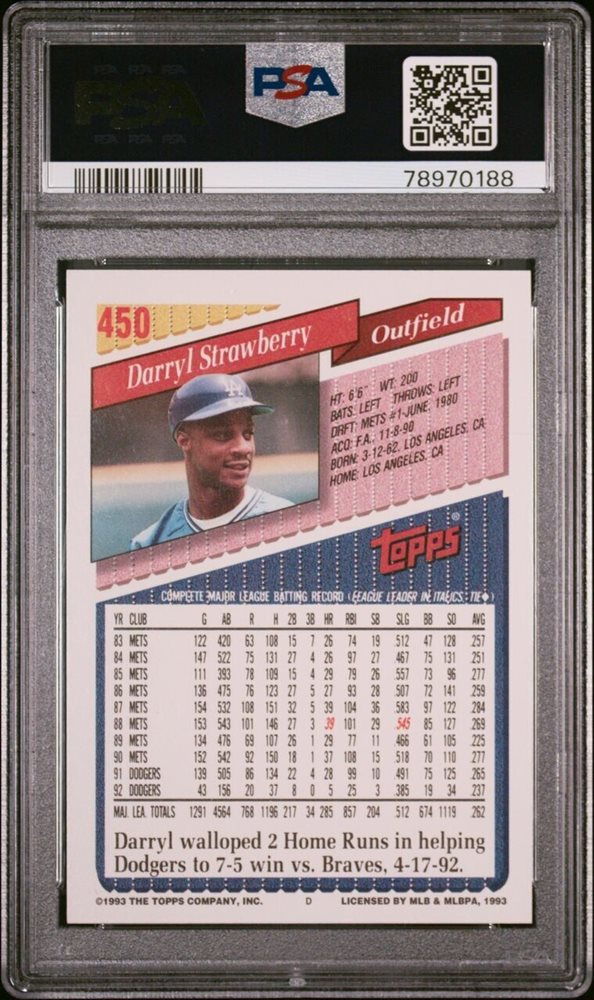 PSA PSA PSA
PSA
PSA PSA PSA
PSA
78970188
450
Darryl Strawberry
Outfield
HT: 6'6" WT: 200
BATS: LEFT THROWS: LEFT
DRFT: METS #1-JUNE, 1980
ACQ: F.A., 11-8-90
BORN: 3-12-62, LOS ANGELES, CA
HOME: LOS ANGELES, CA
Topps®
COMPLETE MAJOR LEAGUE BATTING RECORD (LEAGUE LEADER IN ITALICS, TIE♦)
YR CLUB G AB R H 2B 3B HR RBI SB SLG BB SO AVG
83 METS 122 420 63 108 15 7 26 74 19 .512 47 128 .257
84 METS 147 522 75 131 27 4 26 97 27 .467 75 131 .251
85 METS 111 393 78 109 15 4 29 79 26 .557 73 96 .277
86 METS 136 475 76 123 27 5 27 93 28 .507 72 141 .259
87 METS 154 532 108 151 32 5 39 104 36 .583 97 122 .284
88 METS 153 543 101 146 27 3 39 101 29 .545 85 127 .269
89 METS 134 476 69 107 26 1 29 77 11 .466 61 105 .225
90 METS 152 542 92 150 18 1 37 108 15 .518 70 110 .277
91 DODGERS 139 505 86 134 22 4 28 99 10 .491 75 125 .265
92 DODGERS 43 156 20 37 8 0 5 25 3 .385 19 34 .237
MAJ. LEA. TOTALS 1291 4564 768 1196 217 34 285 857 204 .512 674 1119 .262
Darryl walloped 2 Home Runs in helping
Dodgers to 7-5 win vs. Braves, 4-17-92.
©1993 THE TOPPS COMPANY, INC. D LICENSED BY MLB & MLBPA, 1993
PSA